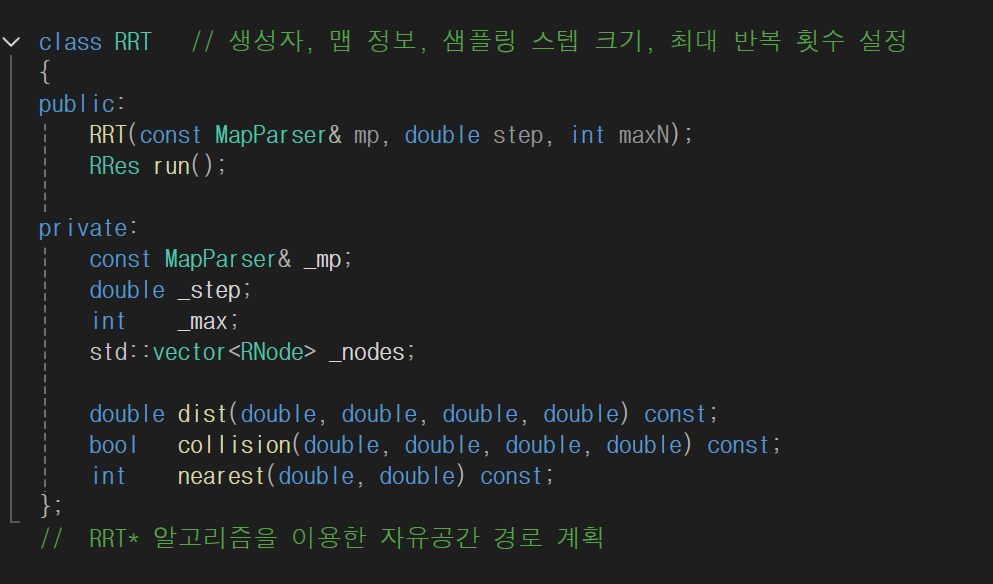 class RRT   // 생성자, 맵 정보, 샘플링 스텝 크기, 최대 반복 횟수 설정
{
public:
    RRT(const MapParser& mp, double step, int maxN);
    RRes run();
private:
    const MapParser& _mp;
    double _step;
    int    _max;
    std::vector<RNode> _nodes;
    double dist(double, double, double, double) const;
    bool   collision(double, double, double, double) const;
    int    nearest(double, double) const;
};
//  RRT* 알고리즘을 이용한 자유공간 경로 계획